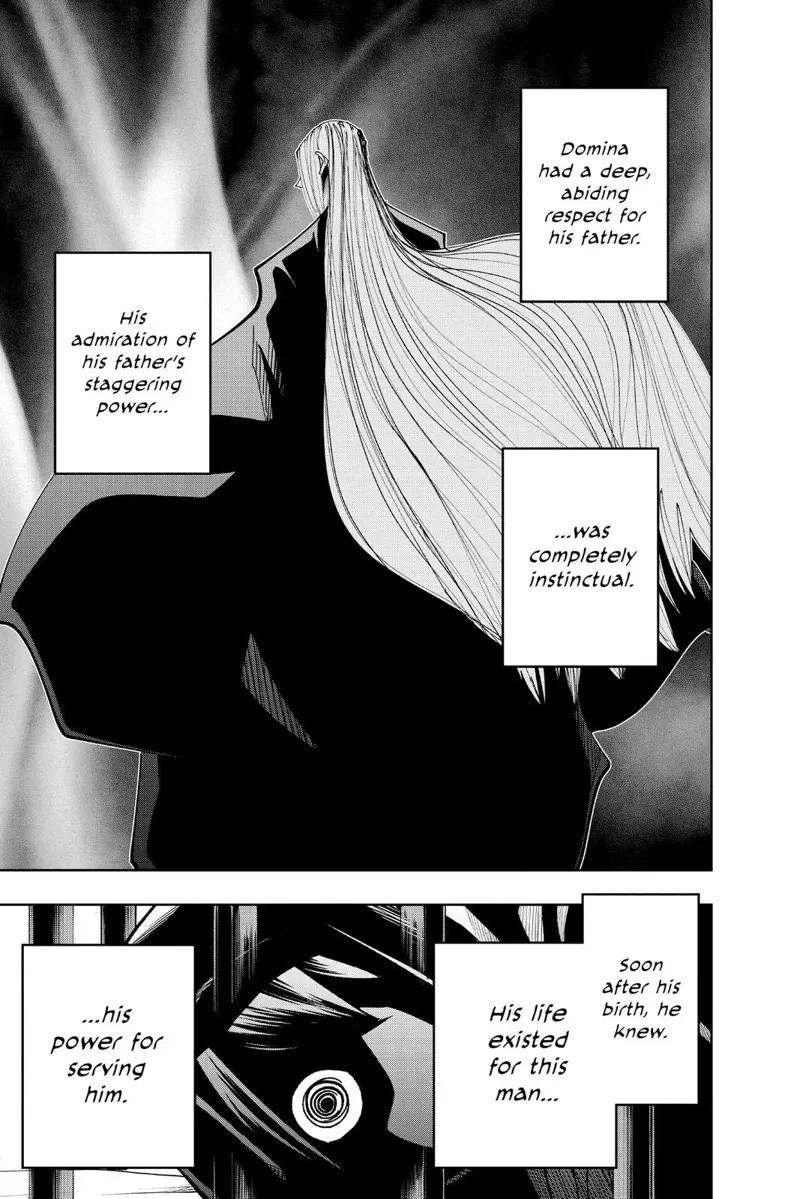 Domina
had a deep,
abiding
respect for
his father.
His
admiration of
his father's
staggering
power...
...was
completely
instinctual.
Soon
after his
birth, he
knew.
His life
existed
for this
man...
...his
power for
serving
him.